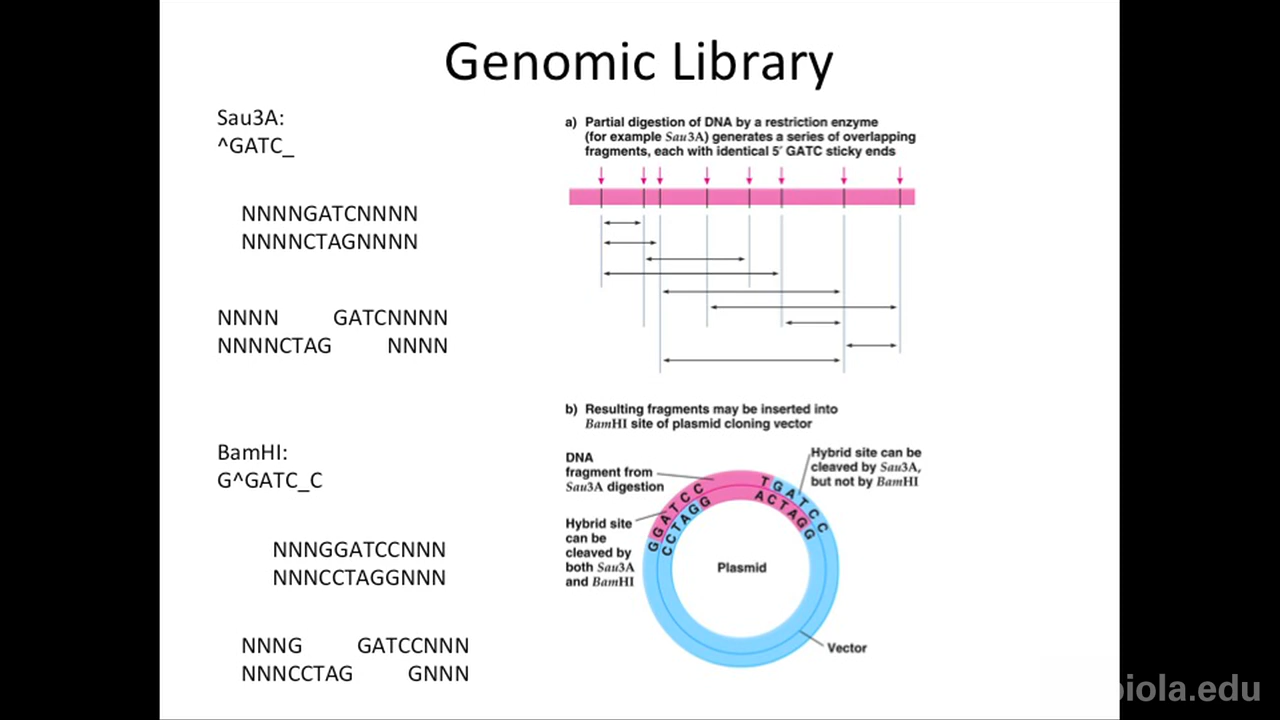 Genomic Library
Sau3A:
^GATC_
NNNNGATCNNNN
NNNNCTAGNNNN
NNNN GATCNNNN
NNNNCTAG NNNN
BamHI:
G^GATC_C
NNNGGATCCNNN
NNNCCTAGGNNN
NNNG GATCCNNN
NNNCCTAG GNNN
a) Partial digestion of DNA by a restriction enzyme
(for example Sau3A) generates a series of overlapping
fragments, each with identical 5′ GATC sticky ends
b) Resulting fragments may be inserted into
BamHI site of plasmid cloning vector
DNA
fragment from
Sau3A digestion
Hybrid site can be
cleaved by Sau3A,
but not by BamHI
Hybrid site
can be
cleaved by
both Sau3A
and BamHI
GGATCC
CCTAGG
TGATCC
ACTAGG
Plasmid
Vector
biola.edu